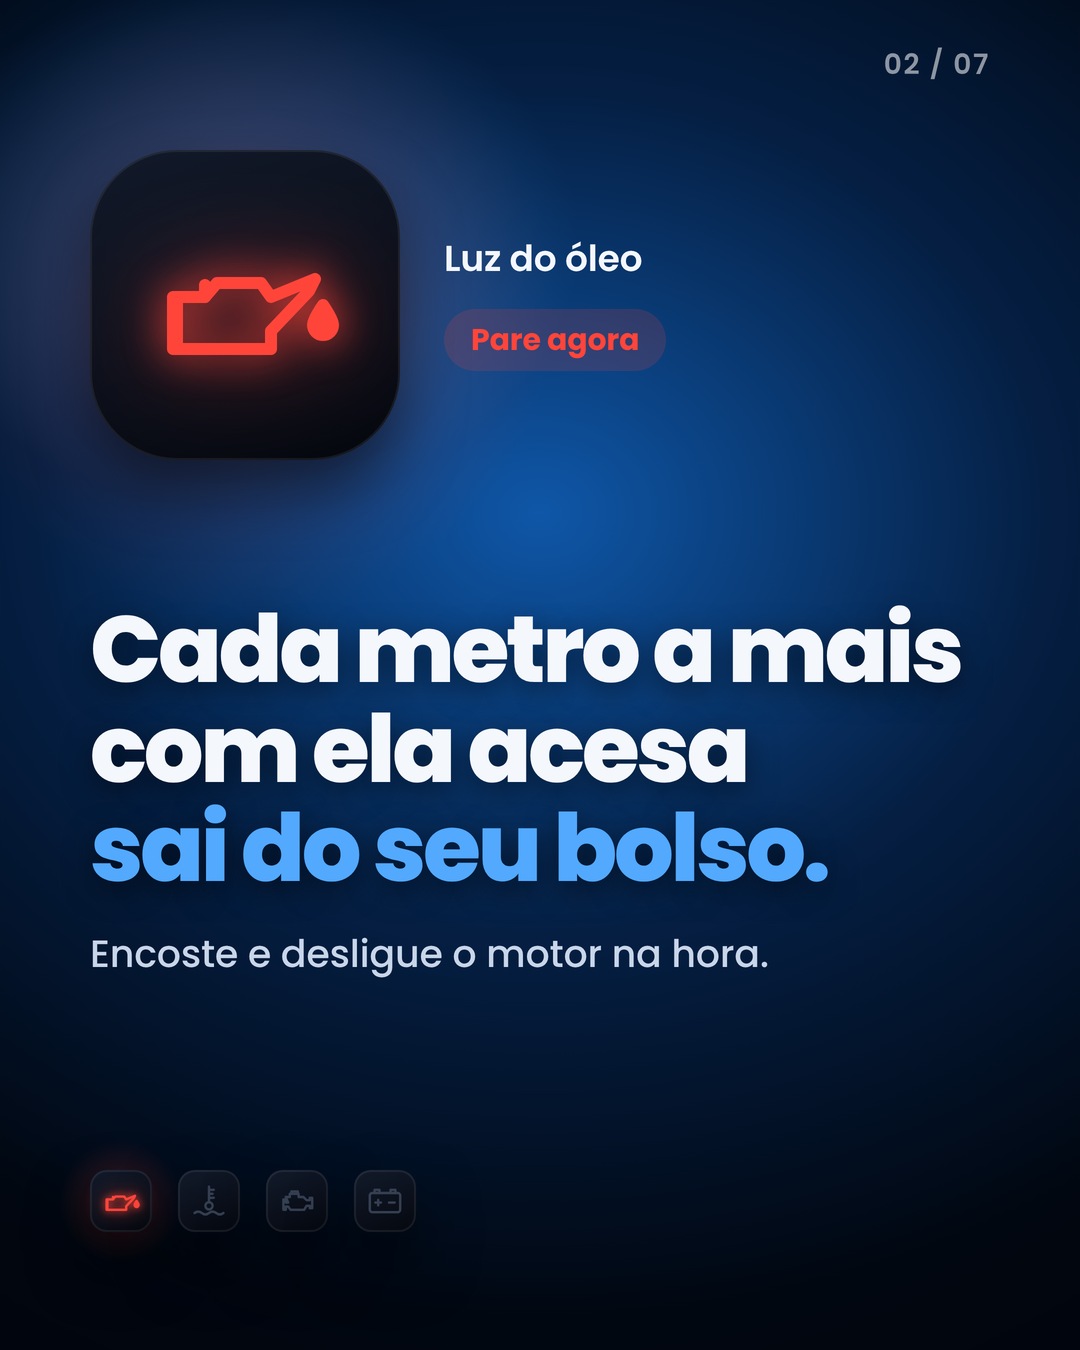 02 / 07
Luz do óleo
Pare agora
Cada metro a mais
com ela acesa
sai do seu bolso.
Encoste e desligue o motor na hora.